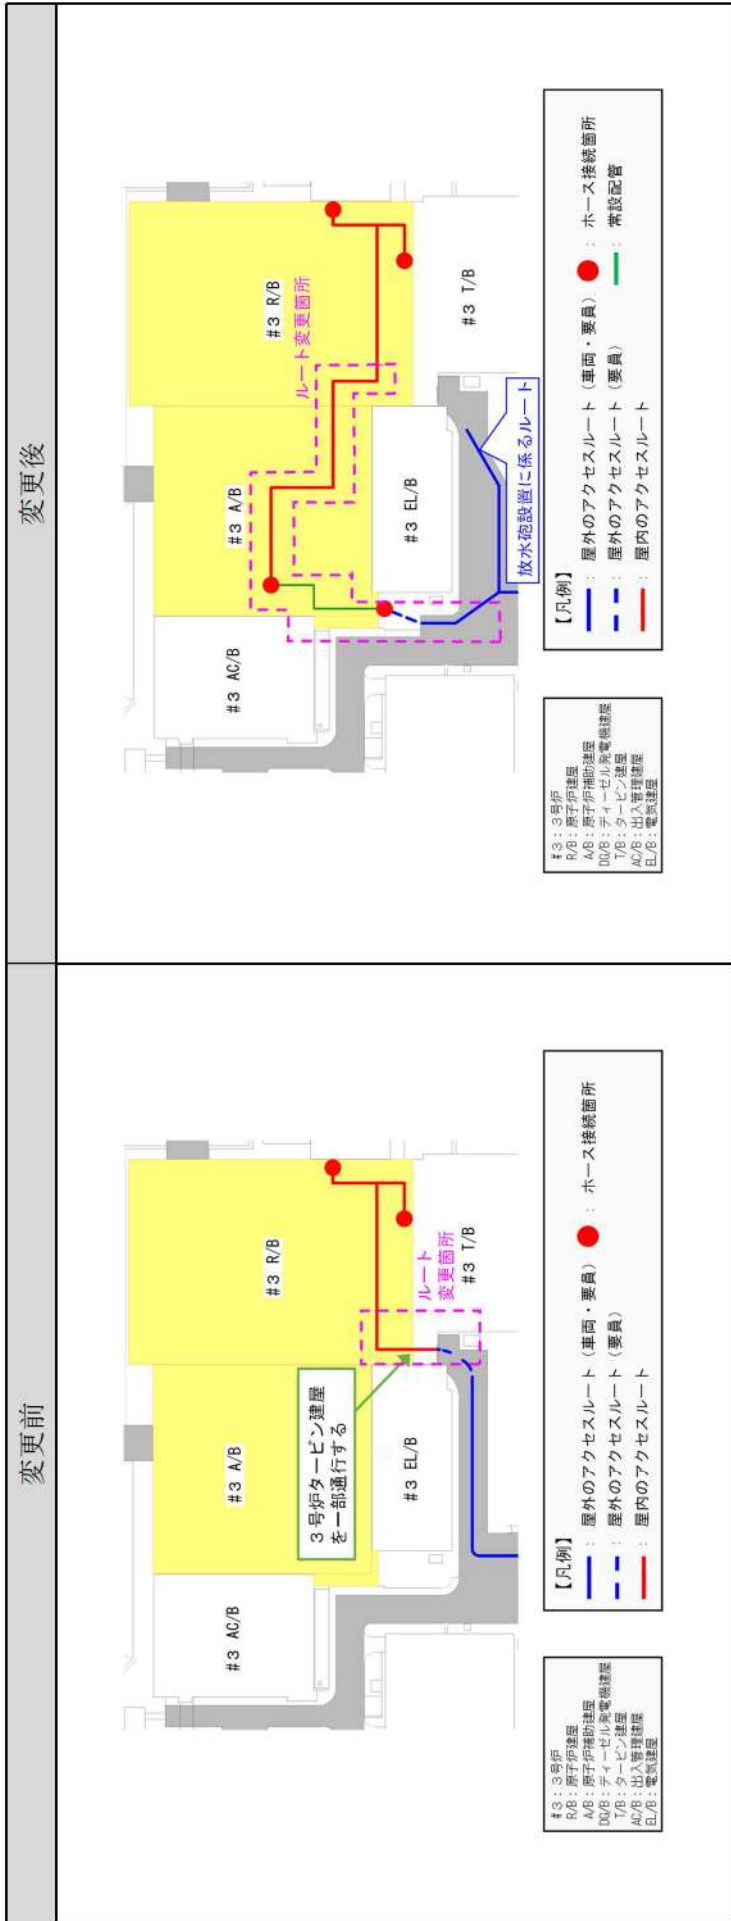 変更前
#3 R/B
#3 A/B
#3 AC/B
#3 EL/B
#3 T/B
ルート
変更箇所
3号炉タービン建屋
を一部通行する
#3：3号炉
R/B：原子炉建屋
A/B：原子炉補助建屋
DG/B：ディーゼル発電機建屋
T/B：タービン建屋
AC/B：出入管理建屋
EL/B：電気建屋
【凡例】
：屋外のアクセスルート（車両・要員）
：ホース接続箇所
：屋外のアクセスルート（要員）
：屋内のアクセスルート
変更後
#3 R/B
ルート変更箇所
#3 A/B
#3 AC/B
#3 EL/B
#3 T/B
放水砲設置に係るルート
#3：3号炉
R/B：原子炉建屋
A/B：原子炉補助建屋
DG/B：ディーゼル発電機建屋
T/B：タービン建屋
AC/B：出入管理建屋
EL/B：電気建屋
【凡例】
：屋外のアクセスルート（車両・要員）
：ホース接続箇所
：屋外のアクセスルート（要員）
：常設配管
：屋内のアクセスルート